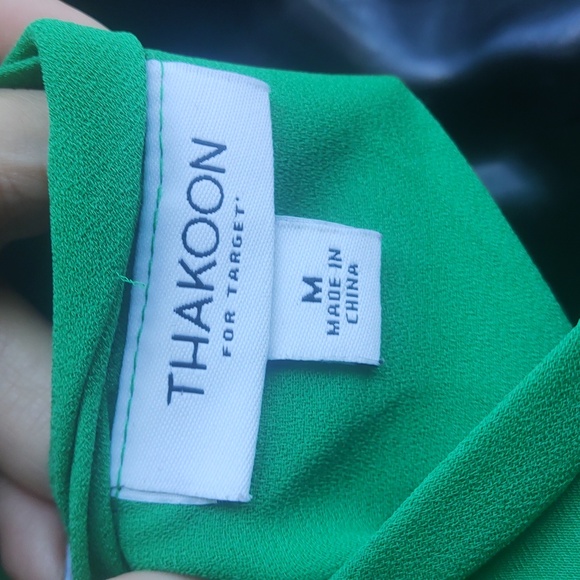 THAKOON
FOR TARGET
M
MADE IN
CHINA